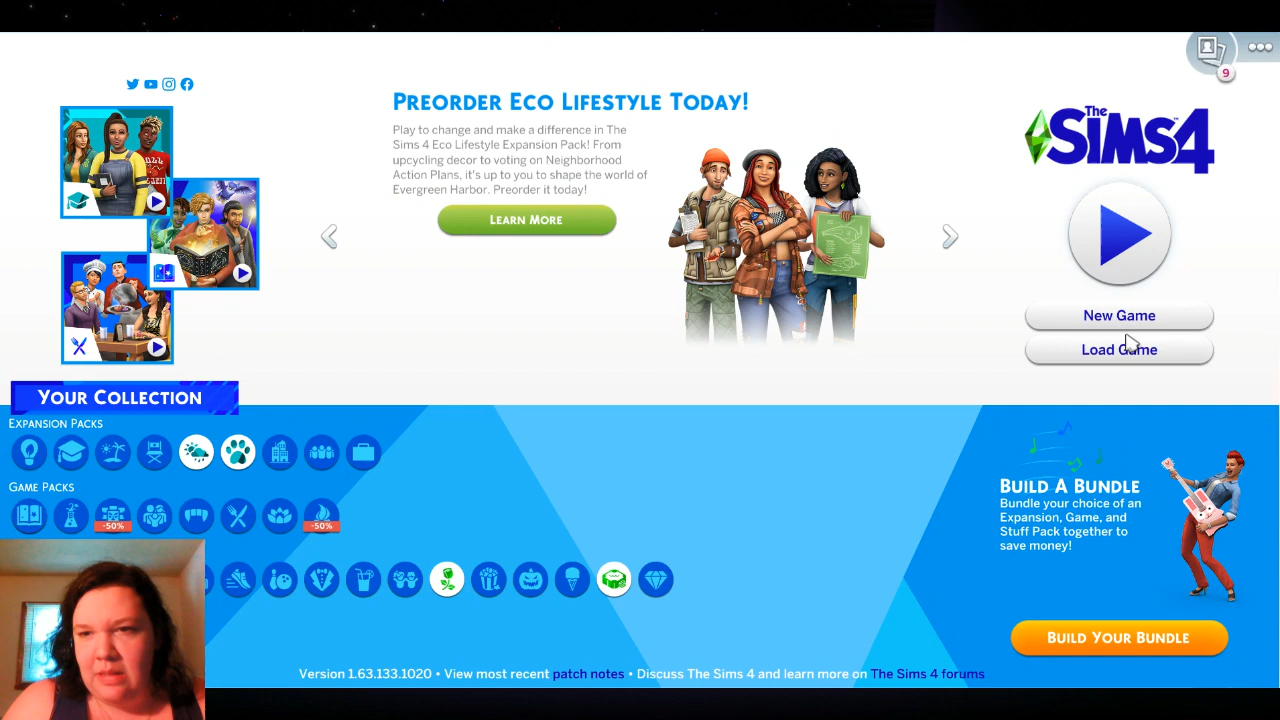 9
PREORDER ECO LIFESTYLE TODAY!
Play to change and make a difference in The
Sims 4 Eco Lifestyle Expansion Pack! From
upcycling decor to voting on Neighborhood
Action Plans, it's up to you to shape the world of
Evergreen Harbor. Preorder it today!
LEARN MORE
The SIMS 4
New Game
Load Game
YOUR COLLECTION
EXPANSION PACKS
GAME PACKS
-50%
-50%
BUILD A BUNDLE
Bundle your choice of an
Expansion, Game, and
Stuff Pack together to
save money!
BUILD YOUR BUNDLE
Version 1.63.133.1020 • View most recent patch notes • Discuss The Sims 4 and learn more on The Sims 4 forums